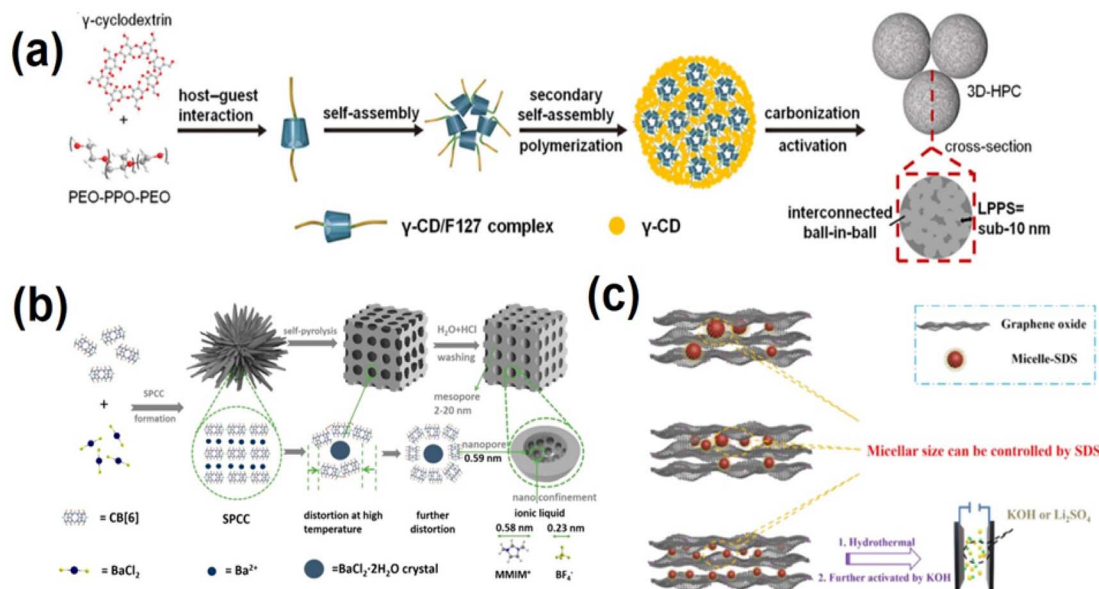 (a)
γ-cyclodextrin
+
PEO-PPO-PEO
host–guest
interaction
self-assembly
secondary
self-assembly
polymerization
carbonization
activation
3D-HPC
cross-section
interconnected
ball-in-ball
LPPS=
sub-10 nm
γ-CD/F127 complex
γ-CD
(b)
+
SPCC
formation
self-pyrolysis
H₂O+HCl
washing
mesopore
2-20 nm
nanopore
0.59 nm
nano confinement
SPCC
distortion at high
temperature
further
distortion
ionic liquid
0.58 nm
0.23 nm
MMIM⁺
BF₄⁻
= CB[6]
= BaCl₂
= Ba²⁺
=BaCl₂·2H₂O crystal
(c)
Graphene oxide
Micelle-SDS
Micellar size can be controlled by SDS
1. Hydrothermal
2. Further activated by KOH
KOH or Li₂SO₄